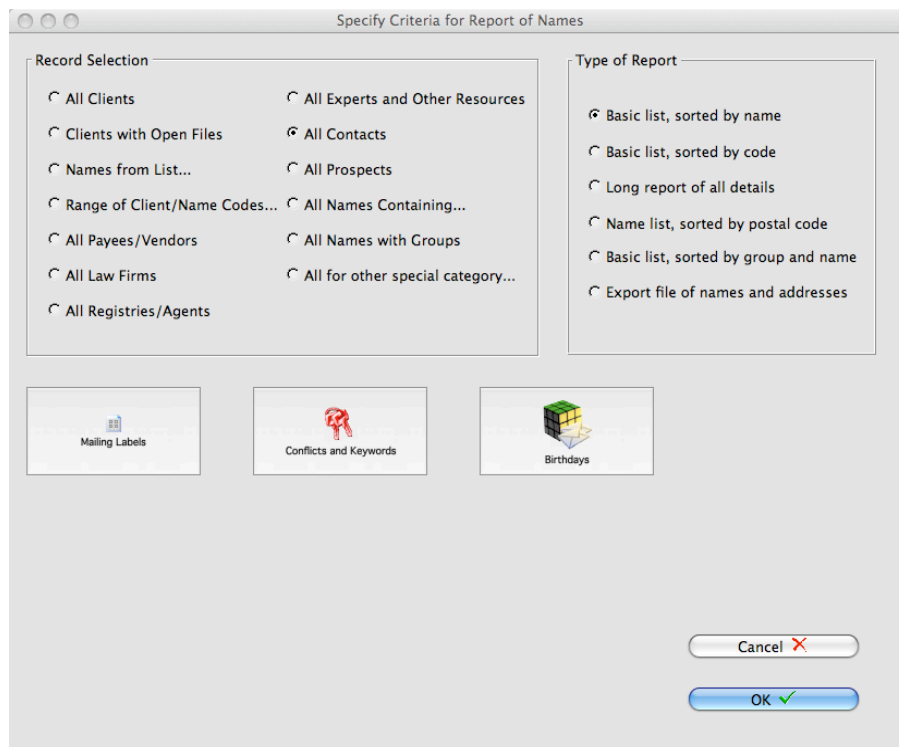 Specify Criteria for Report of Names
Record Selection
All Clients
Clients with Open Files
Names from List...
Range of Client/Name Codes...
All Payees/Vendors
All Law Firms
All Registries/Agents
All Experts and Other Resources
All Contacts
All Prospects
All Names Containing...
All Names with Groups
All for other special category...
Type of Report
Basic list, sorted by name
Basic list, sorted by code
Long report of all details
Name list, sorted by postal code
Basic list, sorted by group and name
Export file of names and addresses
Mailing Labels
Conflicts and Keywords
Birthdays
Cancel
OK